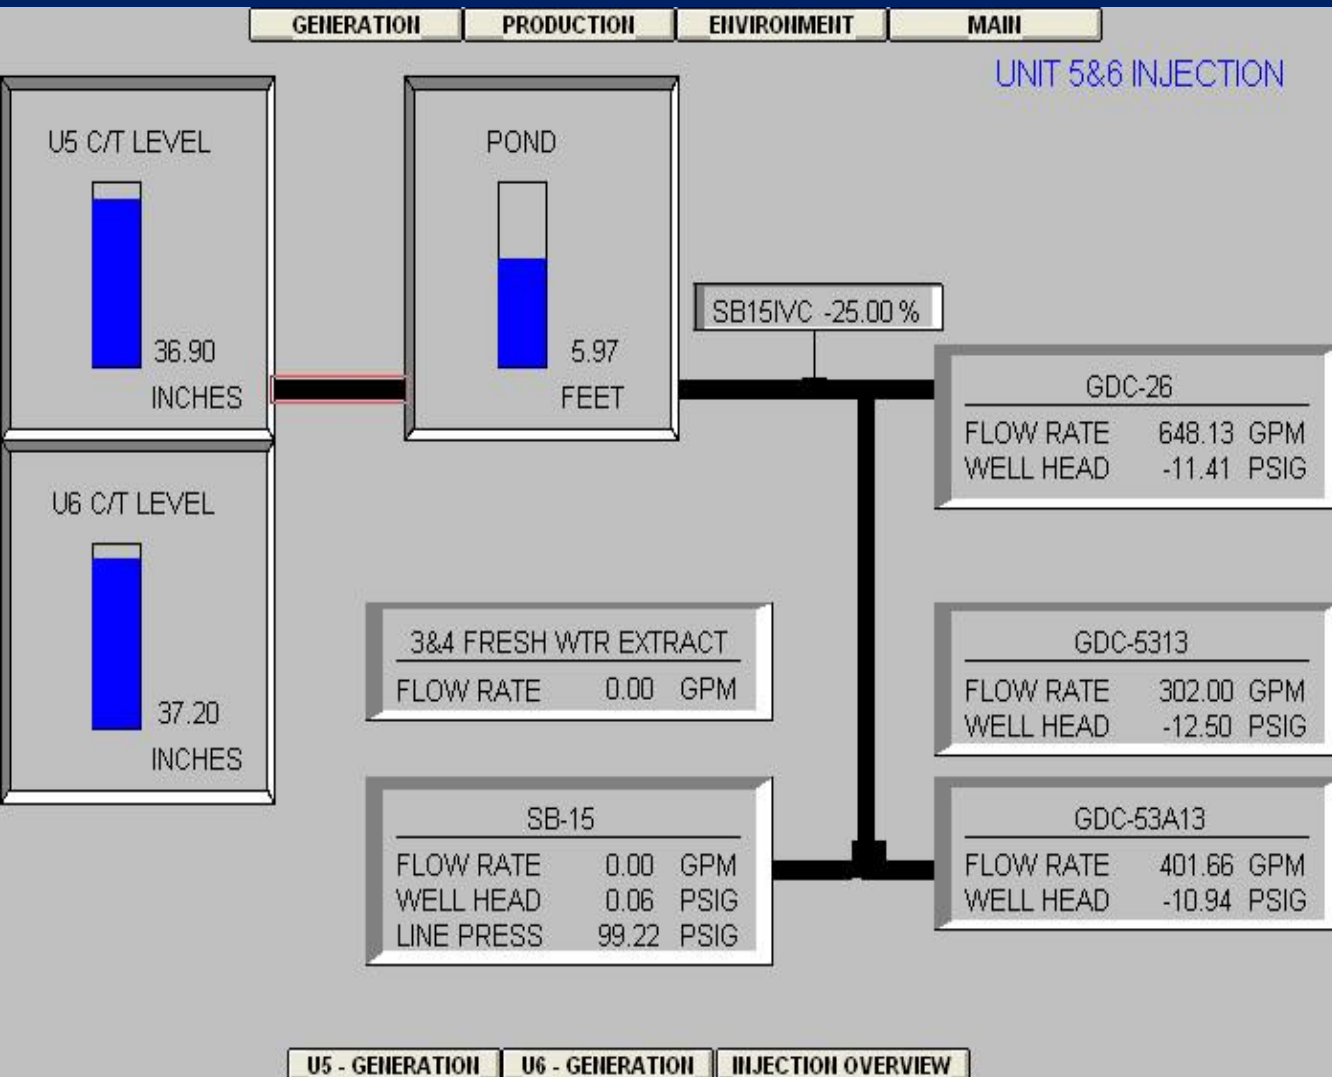 GENERATION PRODUCTION ENVIRONMENT MAIN
UNIT 5&6 INJECTION
U5 C/T LEVEL
36.90
INCHES
POND
5.97
FEET
SB15IVC -25.00 %
GDC-26
FLOW RATE 648.13 GPM
WELL HEAD -11.41 PSIG
U6 C/T LEVEL
37.20
INCHES
3&4 FRESH WTR EXTRACT
FLOW RATE 0.00 GPM
GDC-5313
FLOW RATE 302.00 GPM
WELL HEAD -12.50 PSIG
SB-15
FLOW RATE 0.00 GPM
WELL HEAD 0.06 PSIG
LINE PRESS 99.22 PSIG
GDC-53A13
FLOW RATE 401.66 GPM
WELL HEAD -10.94 PSIG
U5 - GENERATION U6 - GENERATION INJECTION OVERVIEW